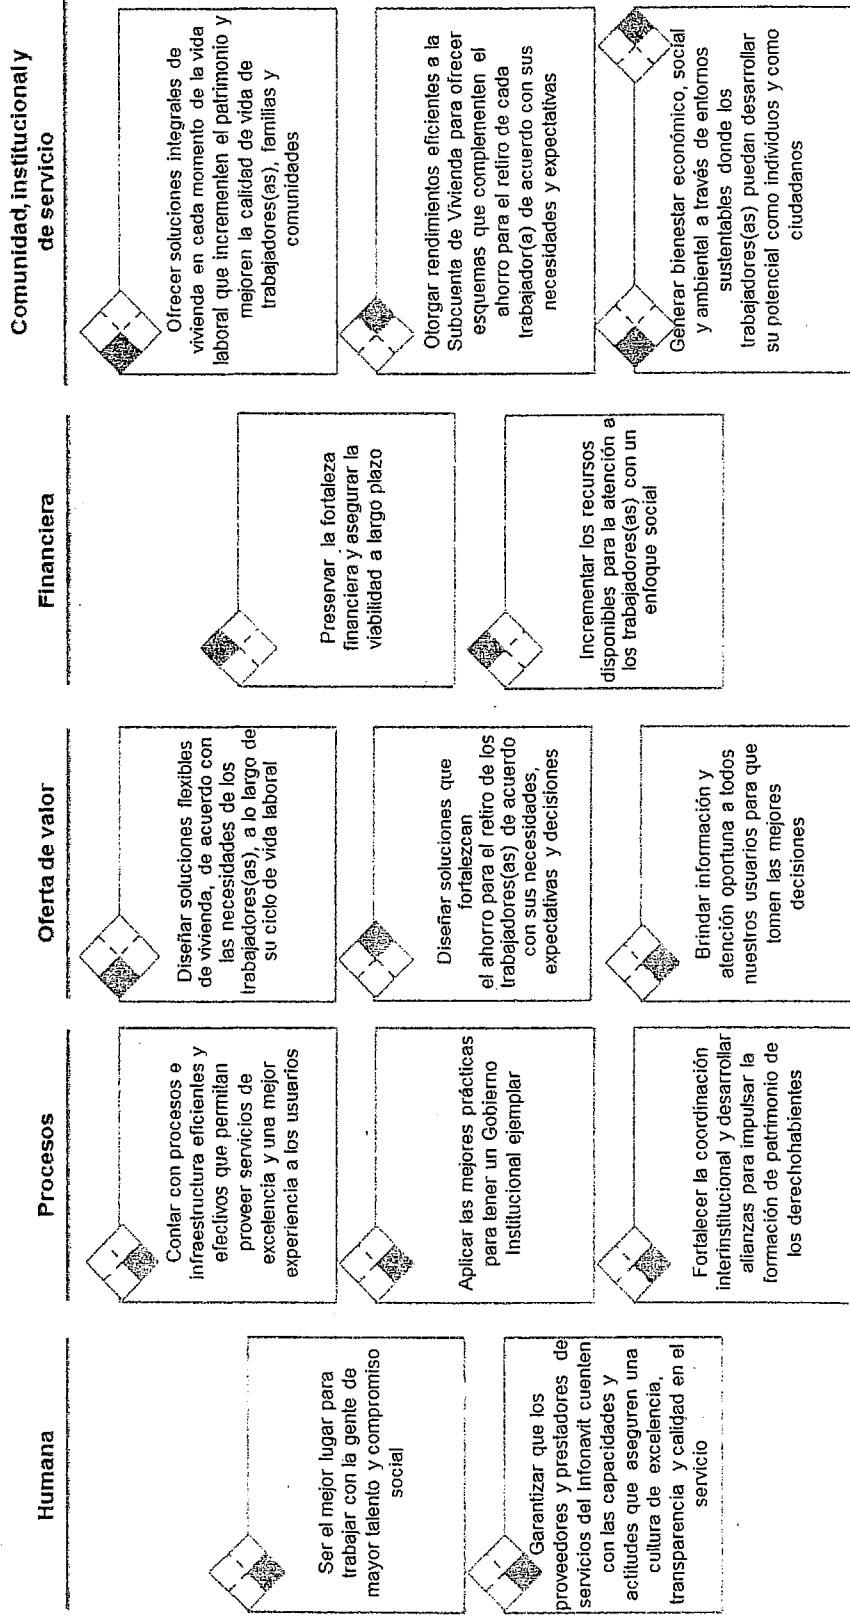 Humana
Ser el mejor lugar para
trabajar con la gente de
mayor talento y compromiso
social
Garantizar que los
proveedores y prestadores de
servicios del Infonavit cuenten
con las capacidades y
actitudes que aseguren una
cultura de excelencia,
transparencia y calidad en el
servicio
Procesos
Contar con procesos e
infraestructura eficientes y
efectivos que permitan
proveer servicios de
excelencia y una mejor
experiencia a los usuarios
Aplicar las mejores prácticas
para tener un Gobierno
Institucional ejemplar
Fortalecer la coordinación
interinstitucional y desarrollar
alianzas para impulsar la
formación de patrimonio de
los derechohabientes
Oferta de valor
Diseñar soluciones flexibles
de vivienda, de acuerdo con
las necesidades de los
trabajadores(as), a lo largo de
su ciclo de vida laboral
Diseñar soluciones que
fortalezcan
el ahorro para el retiro de los
trabajadores(as) de acuerdo
con sus necesidades,
expectativas y decisiones
Brindar información y
atención oportuna a todos
nuestros usuarios para que
tomen las mejores
decisiones
Financiera
Preservar la fortaleza
financiera y asegurar la
viabilidad a largo plazo
Incrementar los recursos
disponibles para la atención a
los trabajadores(as) con un
enfoque social
Comunidad, institucional y
de servicio
Ofrecer soluciones integrales de
vivienda en cada momento de la vida
laboral que incrementen el patrimonio y
mejoren la calidad de vida de
trabajadores(as), familias y
comunidades
Otorgar rendimientos eficientes a la
Subcuenta de Vivienda para ofrecer
esquemas que complementen el
ahorro para el retiro de cada
trabajador(a) de acuerdo con sus
necesidades y expectativas
Generar bienestar económico, social
y ambiental a través de entornos
sustentables donde los
trabajadores(as) puedan desarrollar
su potencial como individuos y como
ciudadanos